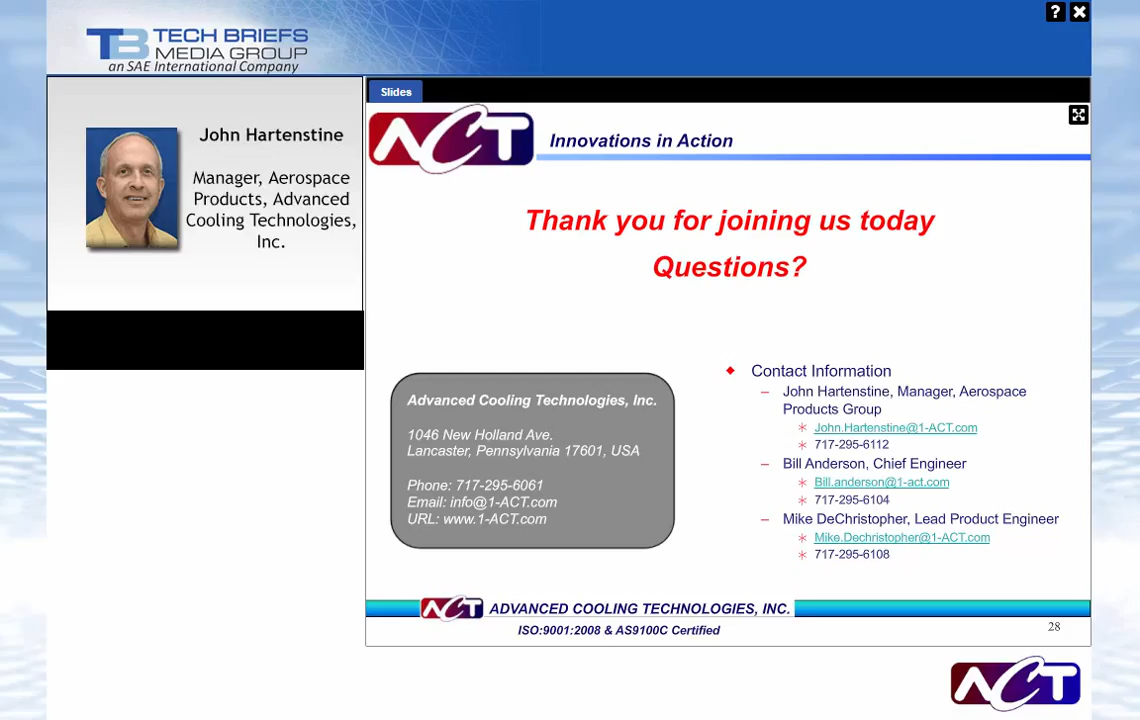 ? ×
TB TECH BRIEFS
MEDIA GROUP
an SAE International Company
John Hartenstine
Manager, Aerospace
Products, Advanced
Cooling Technologies,
Inc.
Slides
ACT Innovations in Action
Thank you for joining us today
Questions?
Advanced Cooling Technologies, Inc.
1046 New Holland Ave.
Lancaster, Pennsylvania 17601, USA
Phone: 717-295-6061
Email: info@1-ACT.com
URL: www.1-ACT.com
◆ Contact Information
– John Hartenstine, Manager, Aerospace
Products Group
＊ John.Hartenstine@1-ACT.com
＊ 717-295-6112
– Bill Anderson, Chief Engineer
＊ Bill.anderson@1-act.com
＊ 717-295-6104
– Mike DeChristopher, Lead Product Engineer
＊ Mike.Dechristopher@1-ACT.com
＊ 717-295-6108
ACT ADVANCED COOLING TECHNOLOGIES, INC.
ISO:9001:2008 & AS9100C Certified
28
ACT